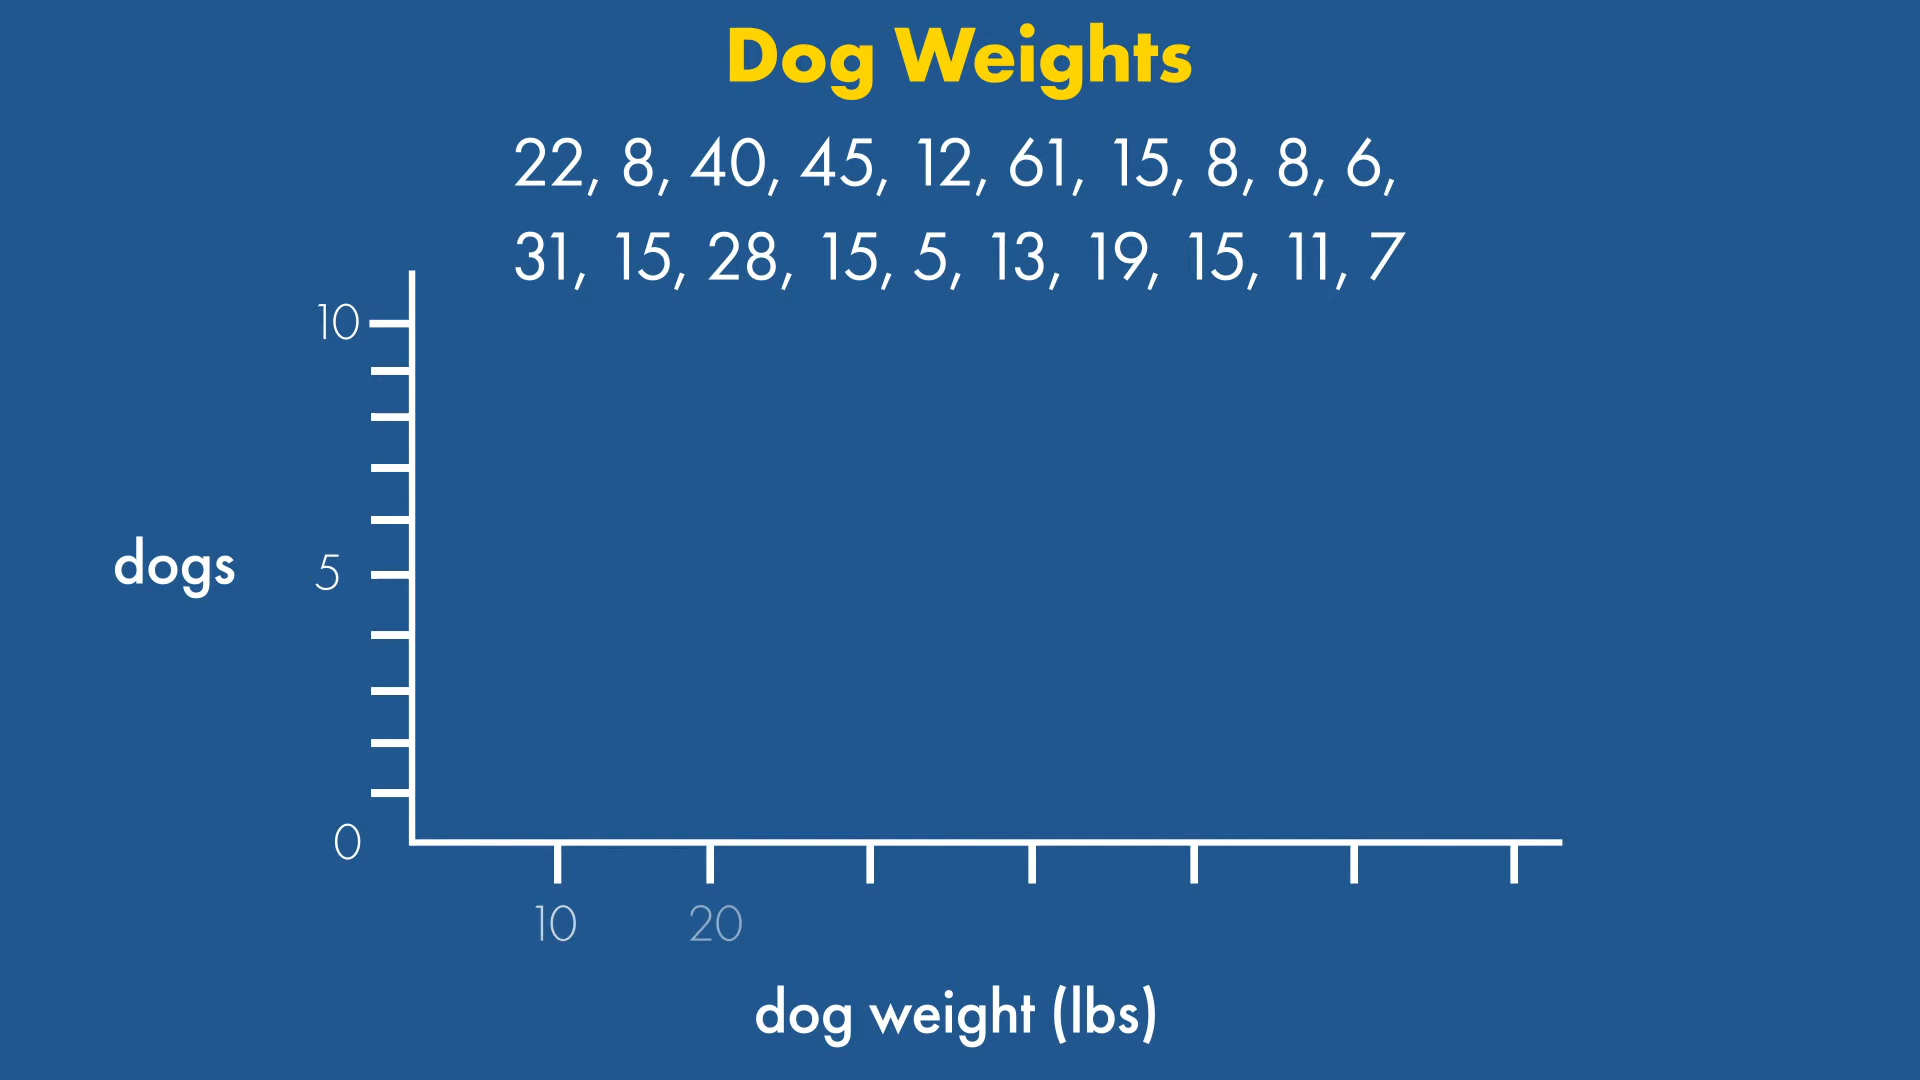 Dog Weights
22, 8, 40, 45, 12, 61, 15, 8, 8, 6,
31, 15, 28, 15, 5, 13, 19, 15, 11, 7
10
dogs 5
0
10 20
dog weight (lbs)